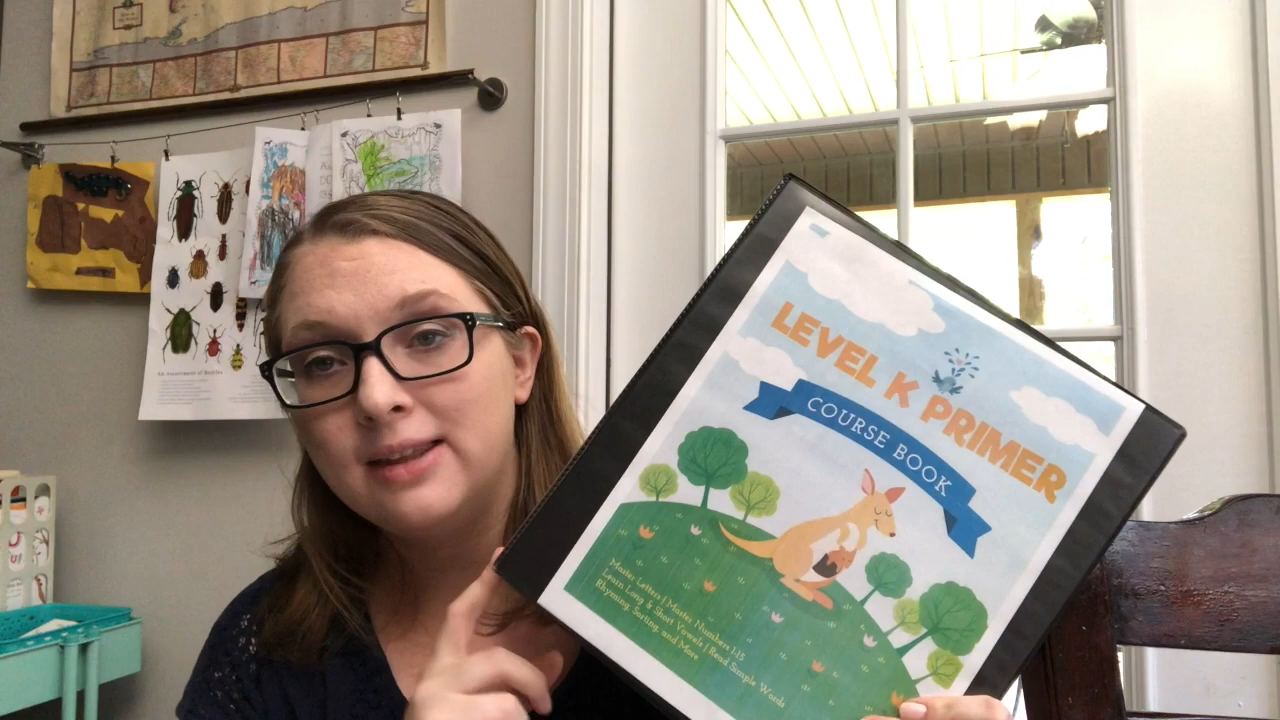 An Assortment of Beetles
LEVEL K PRIMER
COURSE BOOK
Master Letters | Master Numbers 1-15
Learn Long & Short Vowels | Read Simple Words
Rhyming, Sorting, and More